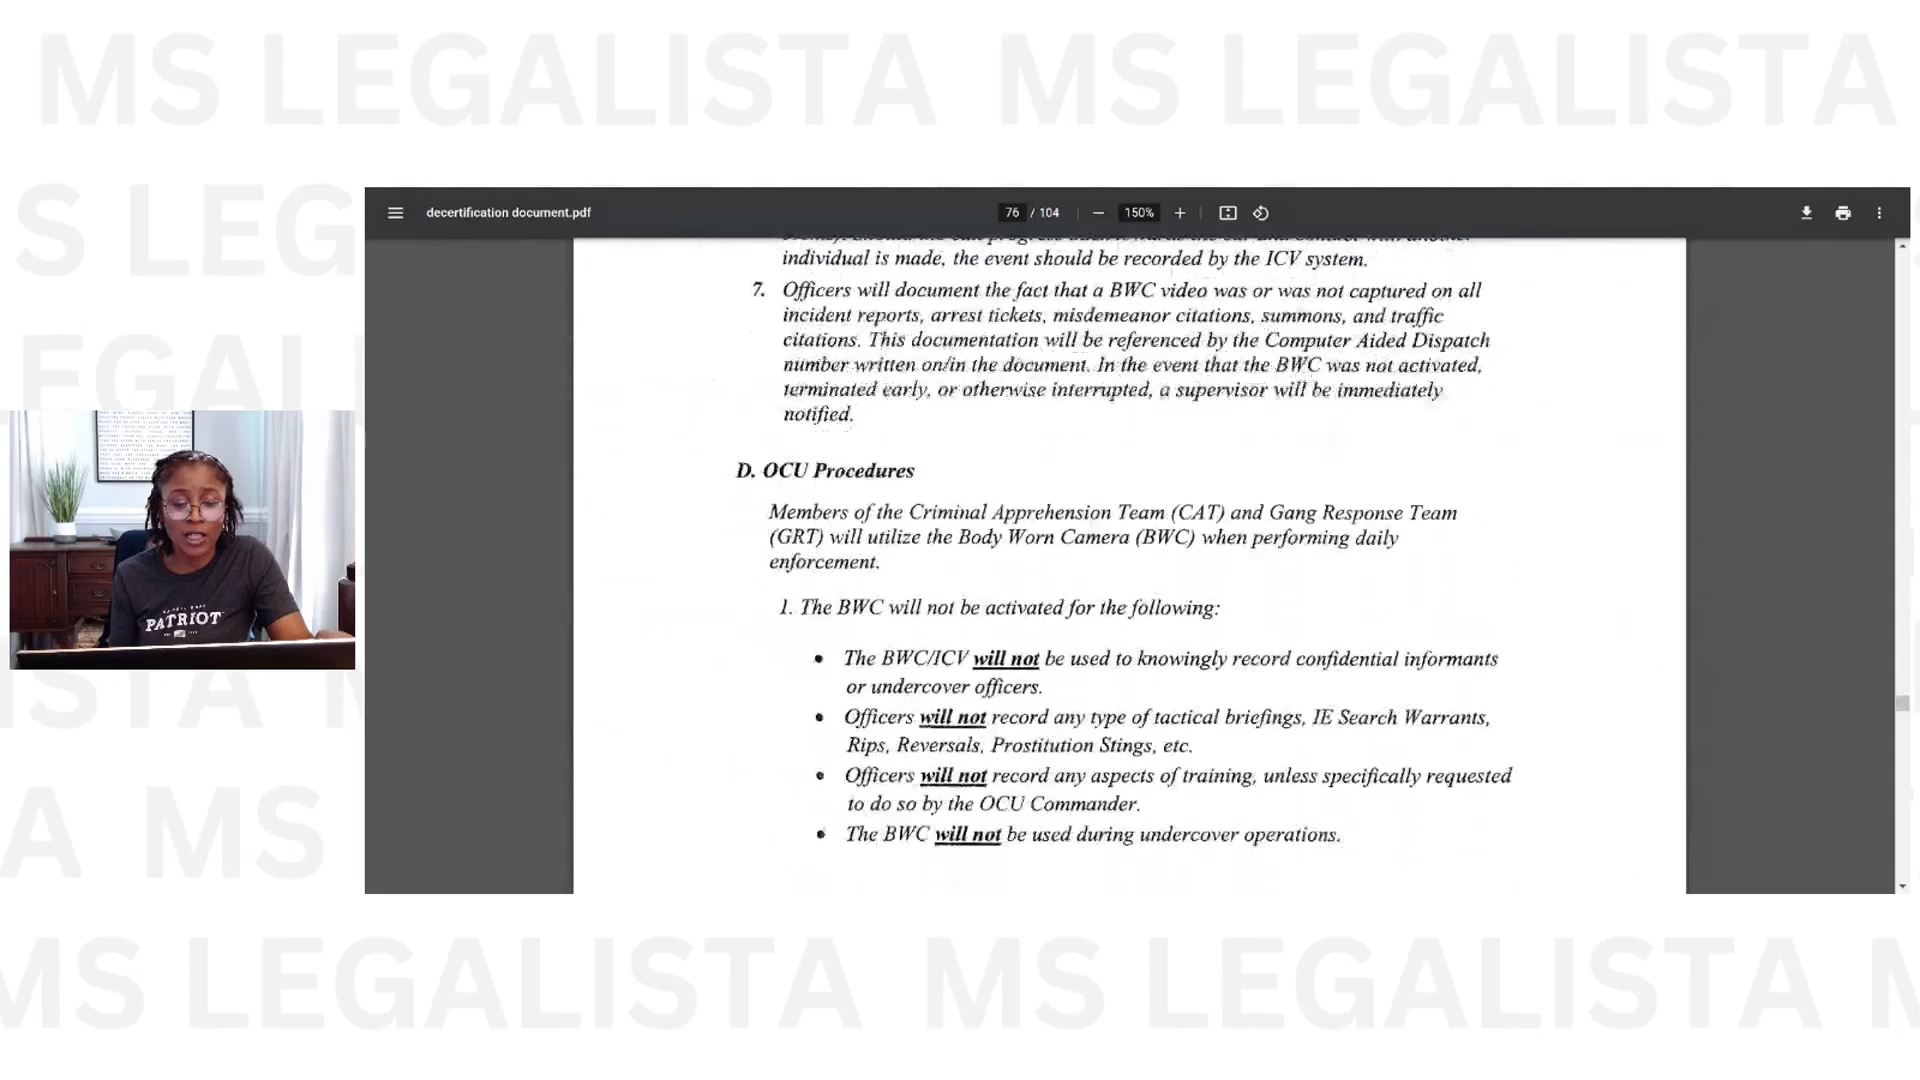 MS LEGALISTA MS LEGALISTA
S LEG
EGALI
decertification document.pdf
76 / 104
150%
individual is made, the event should be recorded by the ICV system.
7. Officers will document the fact that a BWC video was or was not captured on all
incident reports, arrest tickets, misdemeanor citations, summons, and traffic
citations. This documentation will be referenced by the Computer Aided Dispatch
number written on/in the document. In the event that the BWC was not activated,
terminated early, or otherwise interrupted, a supervisor will be immediately
notified.
D. OCU Procedures
Members of the Criminal Apprehension Team (CAT) and Gang Response Team
(GRT) will utilize the Body Worn Camera (BWC) when performing daily
enforcement.
1. The BWC will not be activated for the following:
• The BWC/ICV will not be used to knowingly record confidential informants
or undercover officers.
• Officers will not record any type of tactical briefings, IE Search Warrants,
Rips, Reversals, Prostitution Stings, etc.
• Officers will not record any aspects of training, unless specifically requested
to do so by the OCU Commander.
• The BWC will not be used during undercover operations.
PATRIOT
ISTA M
A MS
MS LEGALISTA MS LEGALISTA M